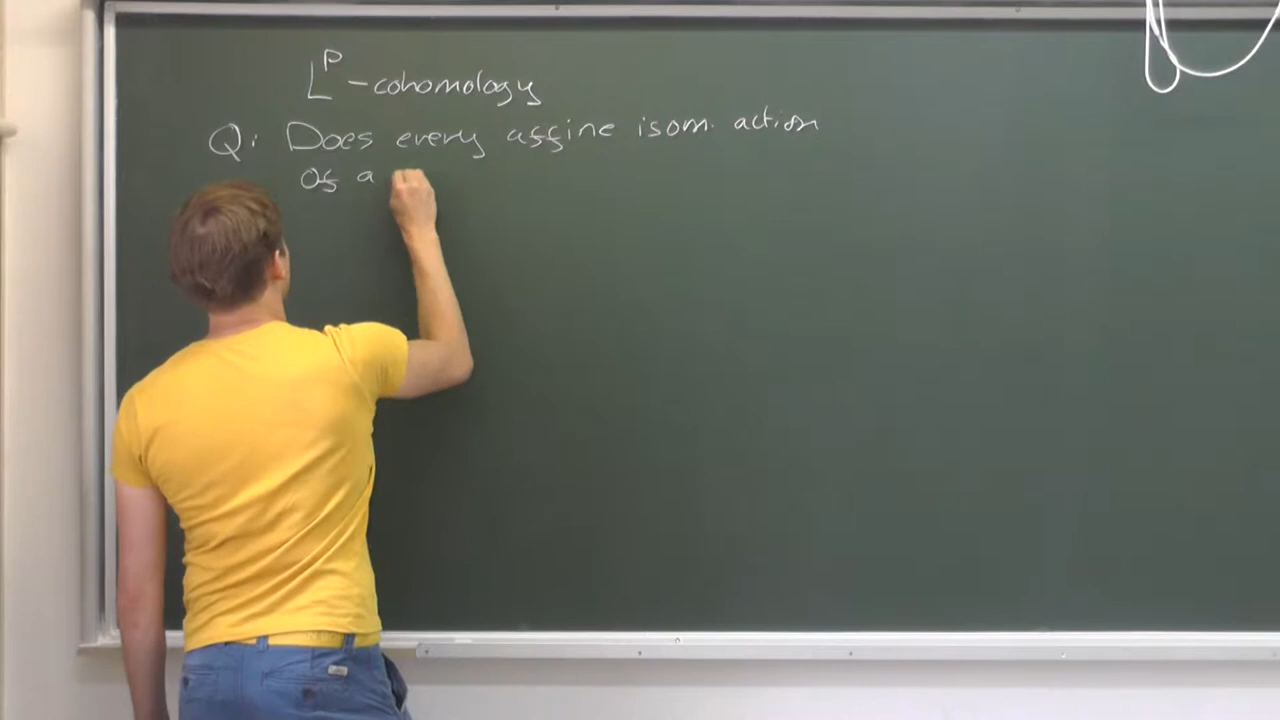 L^p - cohomology
Q: Does every affine isom. action
of a